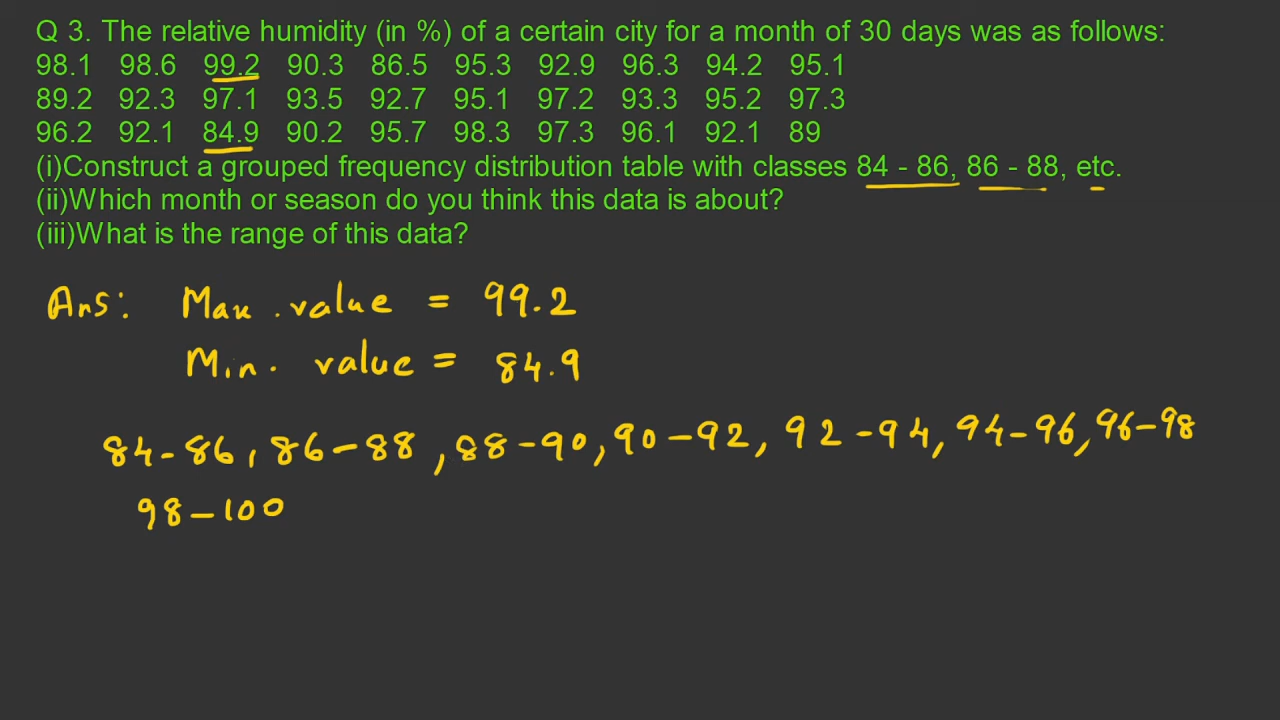 Q 3. The relative humidity (in %) of a certain city for a month of 30 days was as follows:
98.1 98.6 99.2 90.3 86.5 95.3 92.9 96.3 94.2 95.1
89.2 92.3 97.1 93.5 92.7 95.1 97.2 93.3 95.2 97.3
96.2 92.1 84.9 90.2 95.7 98.3 97.3 96.1 92.1 89
(i)Construct a grouped frequency distribution table with classes 84 - 86, 86 - 88, etc.
(ii)Which month or season do you think this data is about?
(iii)What is the range of this data?
Ans: Max. value = 99.2
Min. value = 84.9
84-86, 86-88, 88-90, 90-92, 92-94, 94-96, 96-98
98-100